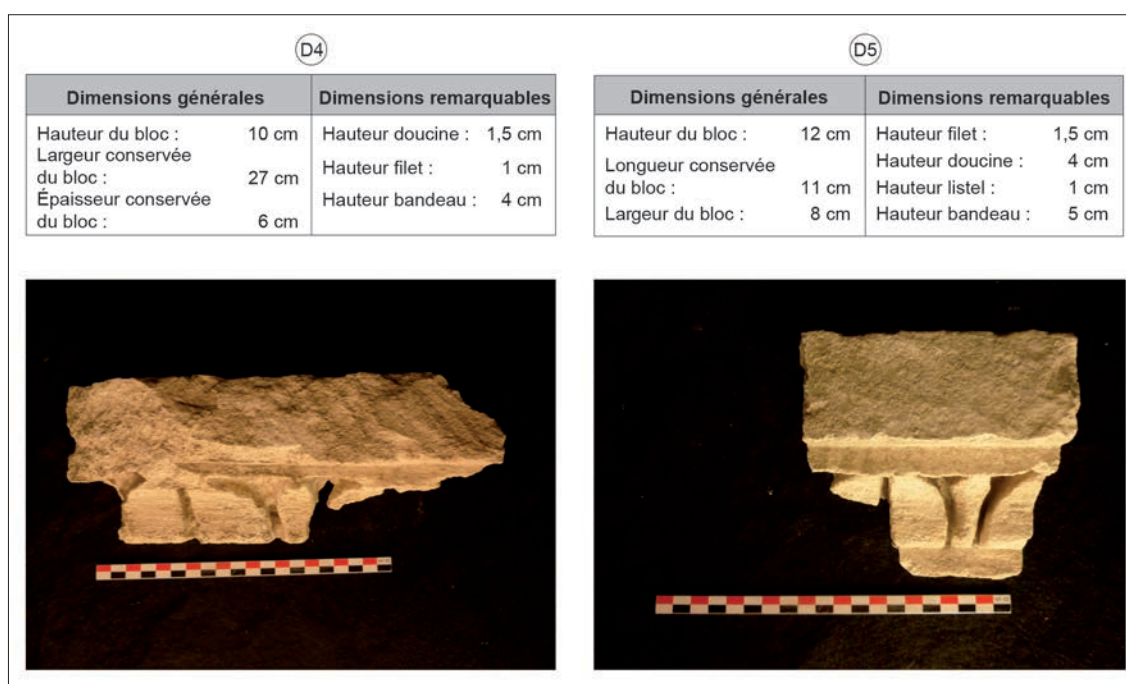 D4
Dimensions générales
Dimensions remarquables
Hauteur du bloc : 10 cm
Largeur conservée
du bloc : 27 cm
Épaisseur conservée
du bloc : 6 cm
Hauteur doucine : 1,5 cm
Hauteur filet : 1 cm
Hauteur bandeau : 4 cm
D5
Dimensions générales
Dimensions remarquables
Hauteur du bloc : 12 cm
Longueur conservée
du bloc : 11 cm
Largeur du bloc : 8 cm
Hauteur filet : 1,5 cm
Hauteur doucine : 4 cm
Hauteur listel : 1 cm
Hauteur bandeau : 5 cm